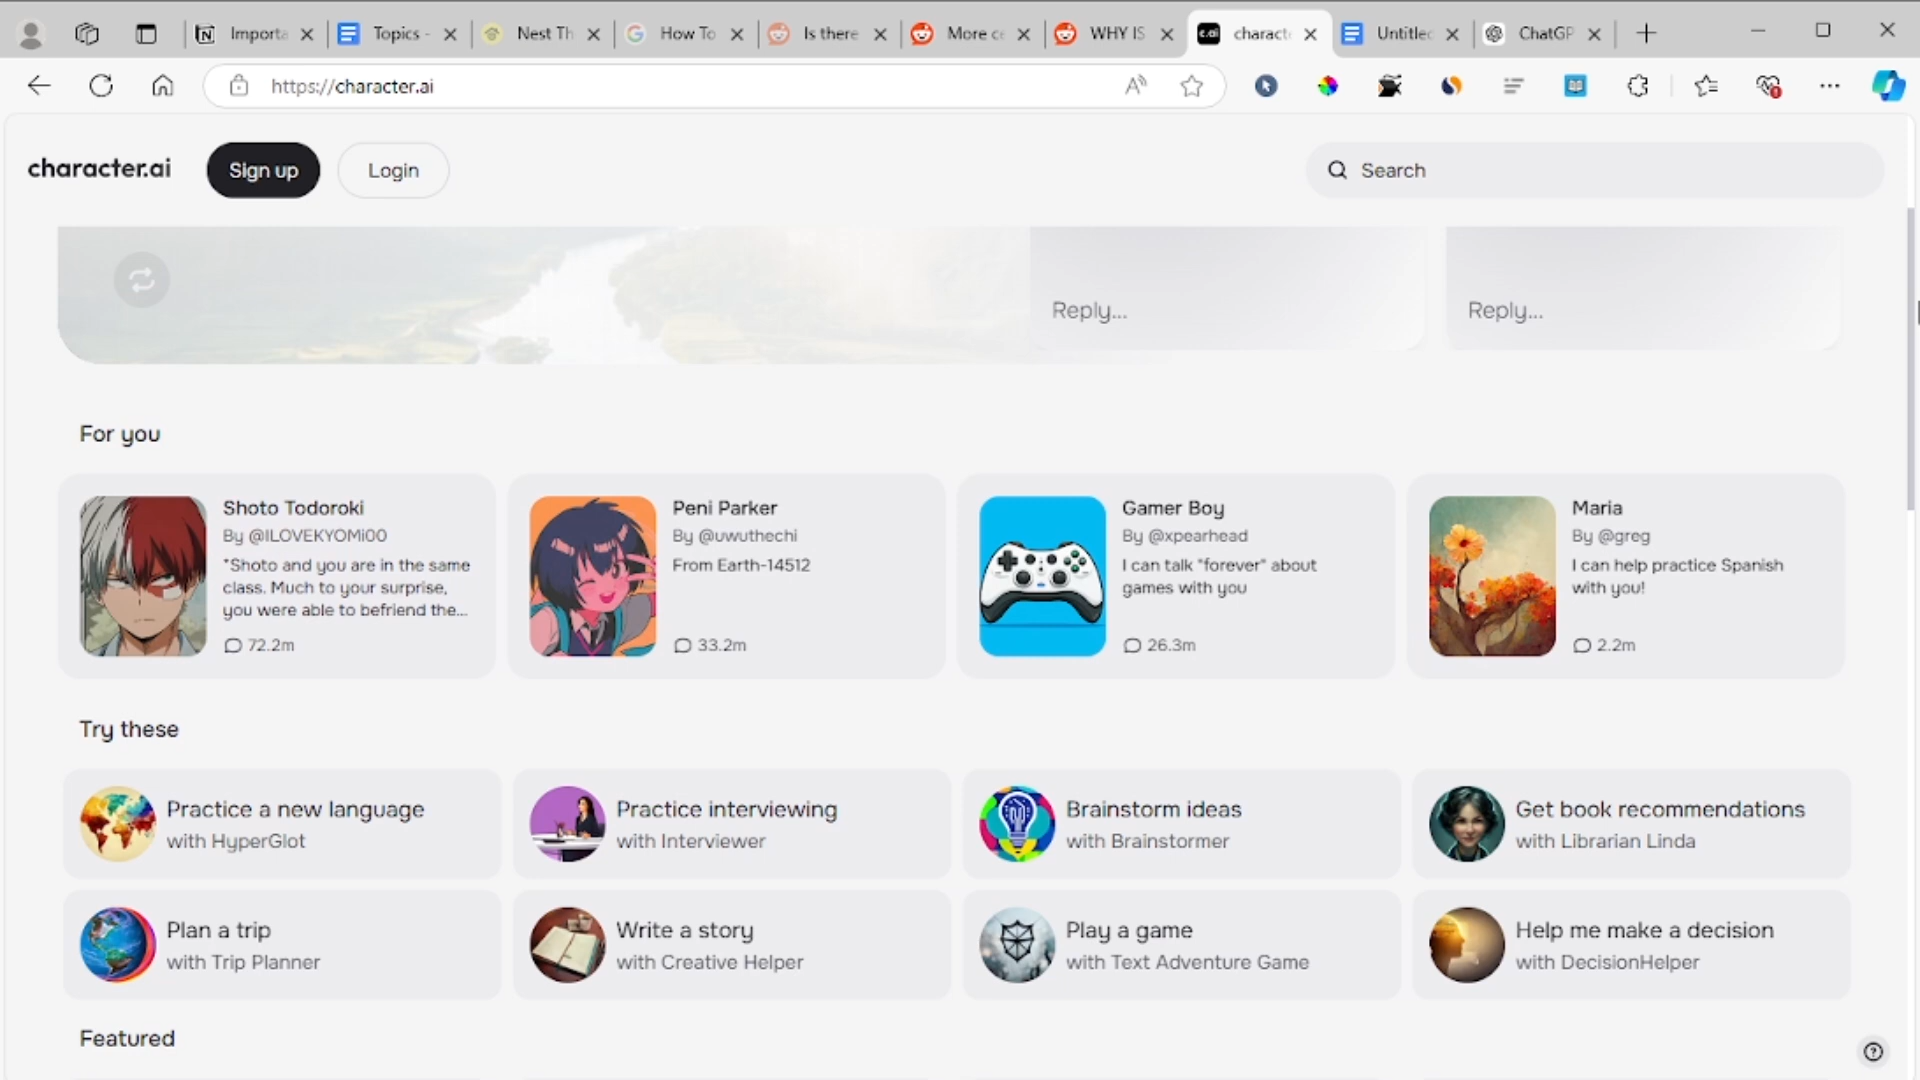 Importa
Topics -
Nest Th
How To
Is there
More ce
WHY IS
characte
Untitled
ChatGP
https://character.ai
character.ai
Sign up
Login
Search
Reply...
Reply...
For you
Shoto Todoroki
By @ILOVEKYOMI00
"Shoto and you are in the same
class. Much to your surprise,
you were able to befriend the...
72.2m
Peni Parker
By @uwuthechi
From Earth-14512
33.2m
Gamer Boy
By @xpearhead
I can talk "forever" about
games with you
26.3m
Maria
By @greg
I can help practice Spanish
with you!
2.2m
Try these
Practice a new language
with HyperGlot
Practice interviewing
with Interviewer
Brainstorm ideas
with Brainstormer
Get book recommendations
with Librarian Linda
Plan a trip
with Trip Planner
Write a story
with Creative Helper
Play a game
with Text Adventure Game
Help me make a decision
with DecisionHelper
Featured